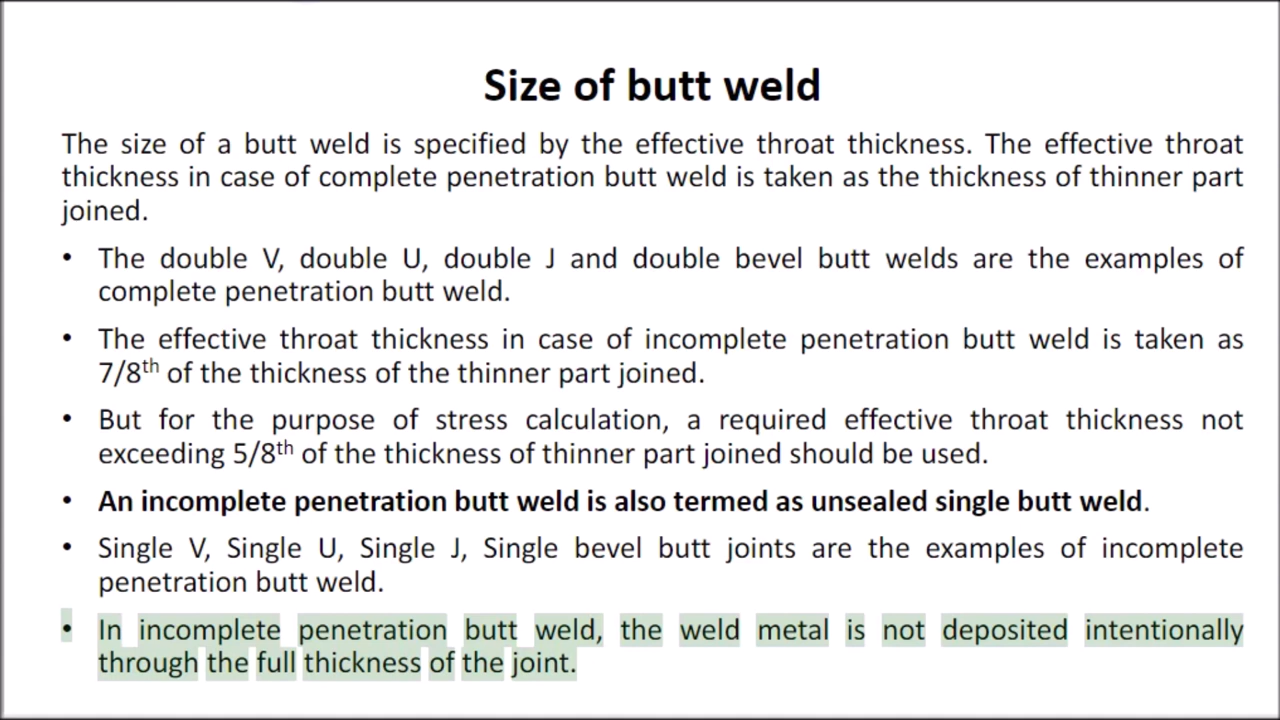 Size of butt weld
The size of a butt weld is specified by the effective throat thickness. The effective throat
thickness in case of complete penetration butt weld is taken as the thickness of thinner part
joined.
• The double V, double U, double J and double bevel butt welds are the examples of
complete penetration butt weld.
• The effective throat thickness in case of incomplete penetration butt weld is taken as
7/8th of the thickness of the thinner part joined.
• But for the purpose of stress calculation, a required effective throat thickness not
exceeding 5/8th of the thickness of thinner part joined should be used.
• An incomplete penetration butt weld is also termed as unsealed single butt weld.
• Single V, Single U, Single J, Single bevel butt joints are the examples of incomplete
penetration butt weld.
• In incomplete penetration butt weld, the weld metal is not deposited intentionally
through the full thickness of the joint.